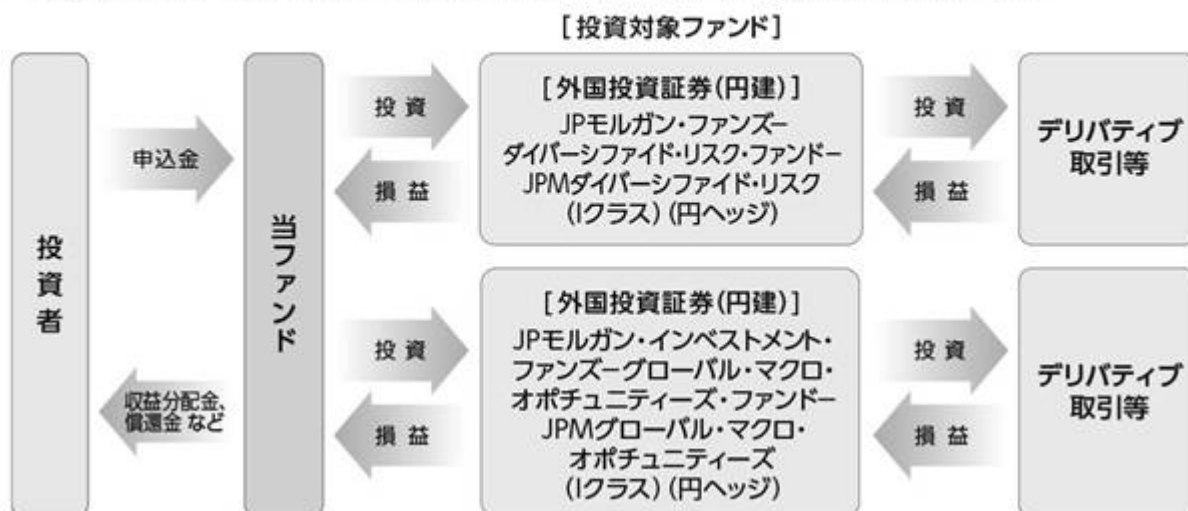 [投資対象ファンド]
投資者
申込金
収益分配金、
償還金 など
当ファンド
投資
損益
[外国投資証券(円建)]
JPモルガン・ファンズー
ダイバーシファイド・リスク・ファンドー
JPMダイバーシファイド・リスク
(Iクラス)(円ヘッジ)
投資
損益
デリバティブ
取引等
投資
損益
[外国投資証券(円建)]
JPモルガン・インベストメント・
ファンズーグローバル・マクロ・
オポチュニティーズ・ファンドー
JPMグローバル・マクロ・
オポチュニティーズ
(Iクラス)(円ヘッジ)
投資
損益
デリバティブ
取引等